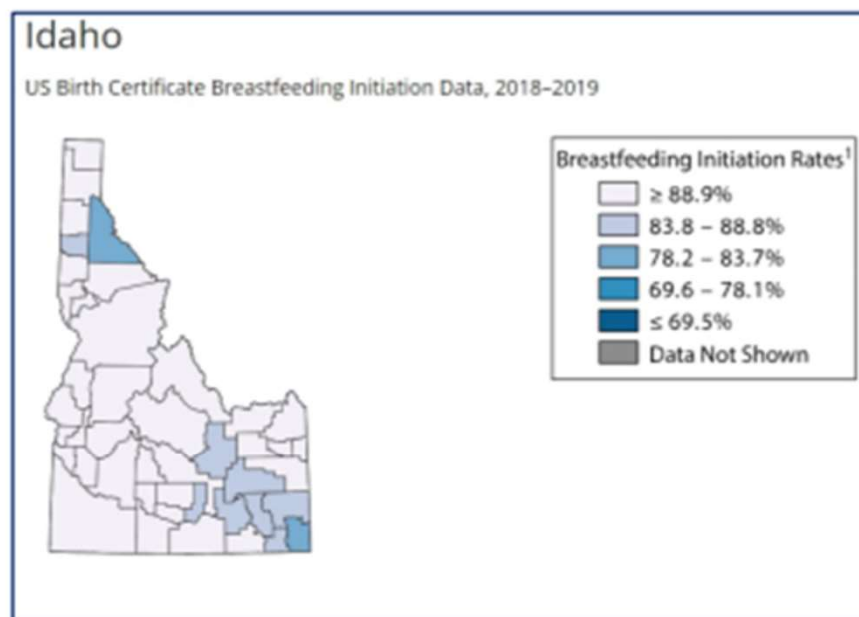 Idaho
US Birth Certificate Breastfeeding Initiation Data, 2018–2019
Breastfeeding Initiation Rates¹
≥ 88.9%
83.8 – 88.8%
78.2 – 83.7%
69.6 – 78.1%
≤ 69.5%
Data Not Shown